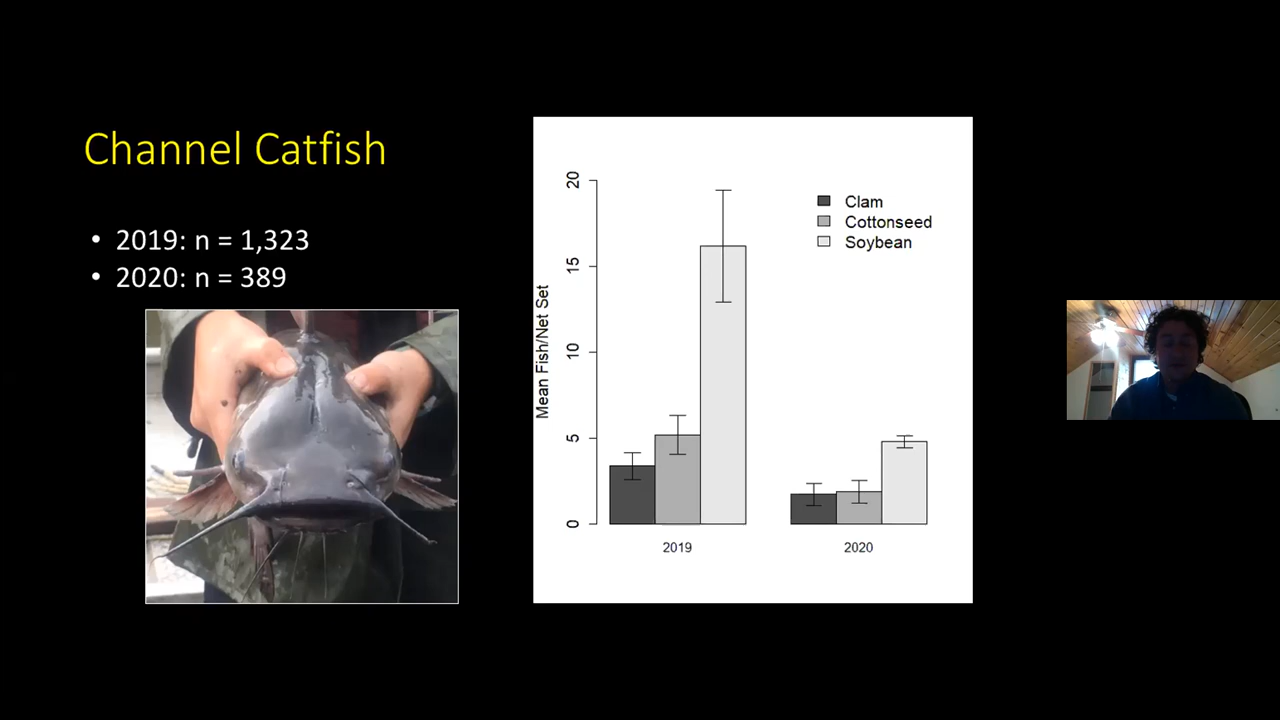 Channel Catfish
• 2019: n = 1,323
• 2020: n = 389
Mean Fish/Net Set
20
15
10
5
0
Clam
Cottonseed
Soybean
2019
2020